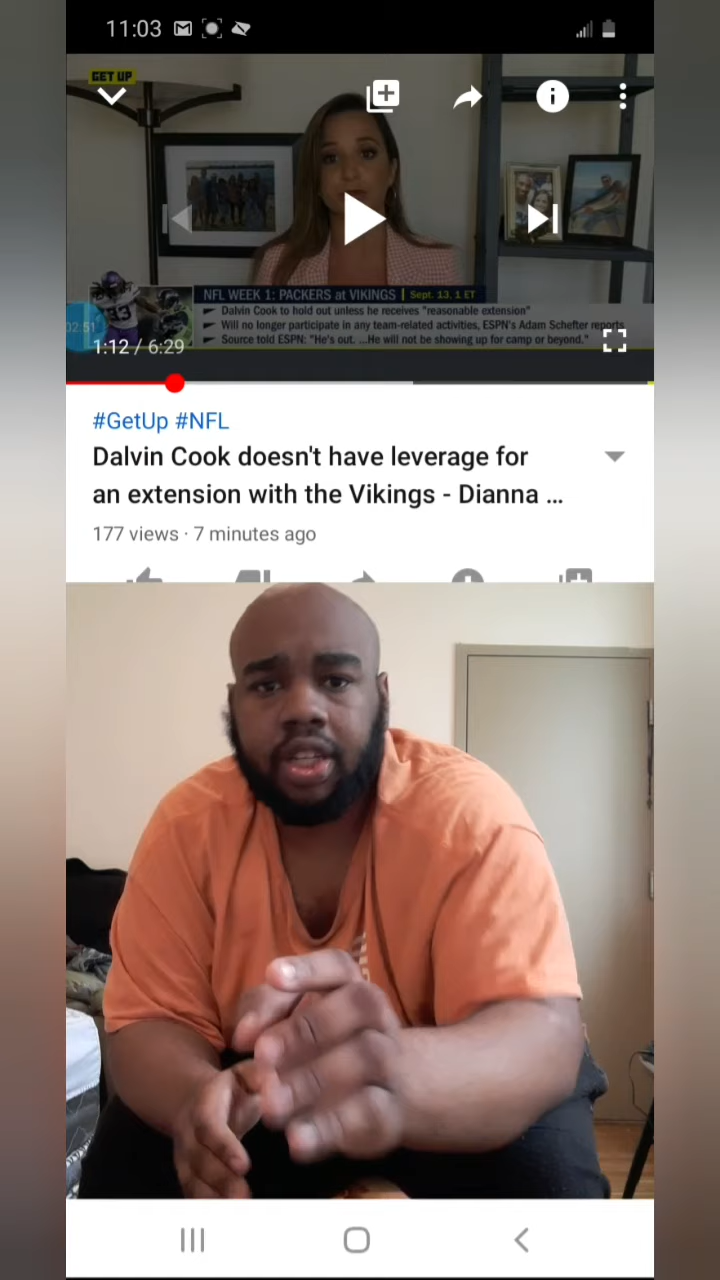 11:03
GET UP
NFL WEEK 1: PACKERS at VIKINGS | Sept. 13, 1 ET
Dalvin Cook to hold out unless he receives "reasonable extension"
Will no longer participate in any team-related activities, ESPN's Adam Schefter reports
Source told ESPN: "He's out. ...He will not be showing up for camp or beyond."
33
02:51
1:12 / 6:29
#GetUp #NFL
Dalvin Cook doesn't have leverage for
an extension with the Vikings - Dianna ...
177 views · 7 minutes ago